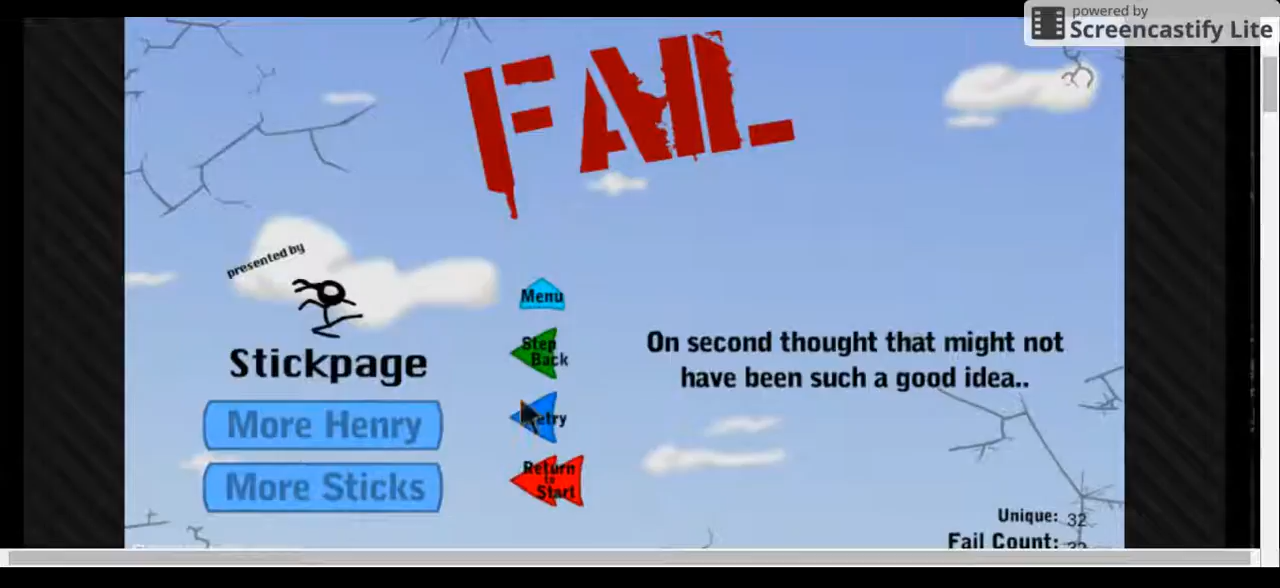 powered by
Screencastify Lite
FAIL
presented by
Stickpage
More Henry
More Sticks
Menu
Step
Back
Retry
Return
to
Start
On second thought that might not
have been such a good idea..
Unique: 32
Fail Count: